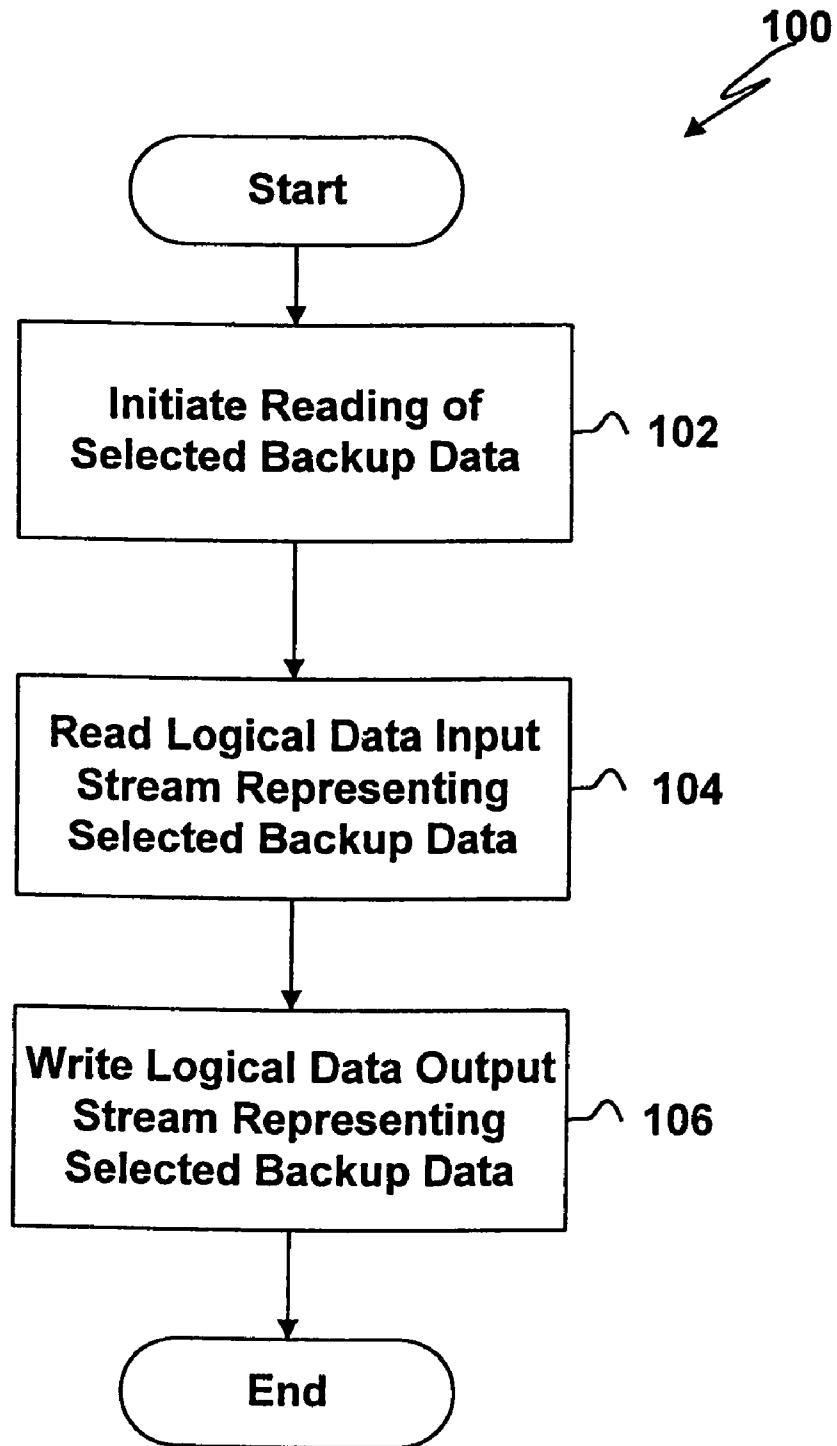 100
Start
Initiate Reading of
Selected Backup Data
102
Read Logical Data Input
Stream Representing
Selected Backup Data
104
Write Logical Data Output
Stream Representing
Selected Backup Data
106
End